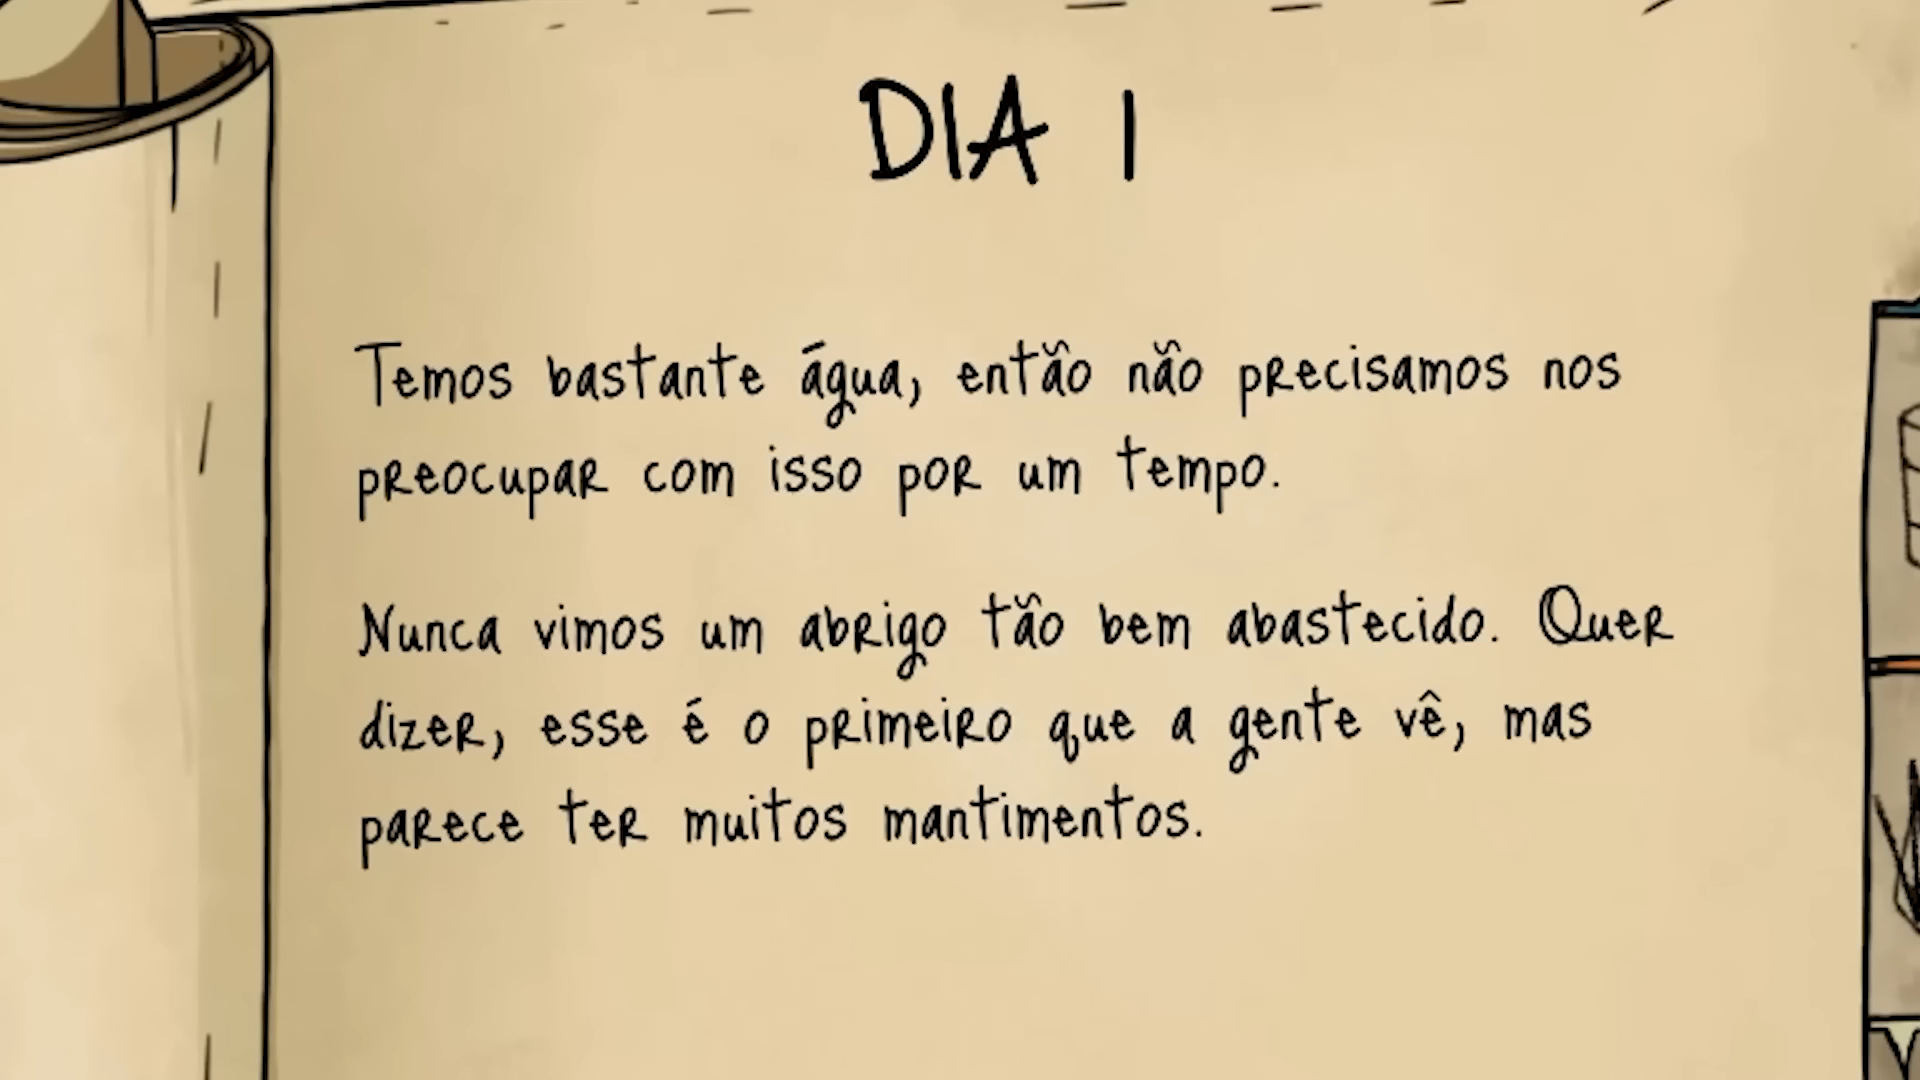 DIA 1
Temos bastante água, então não precisamos nos
preocupar com isso por um tempo.
Nunca vimos um abrigo tão bem abastecido. Quer
dizer, esse é o primeiro que a gente vê, mas
parece ter muitos mantimentos.